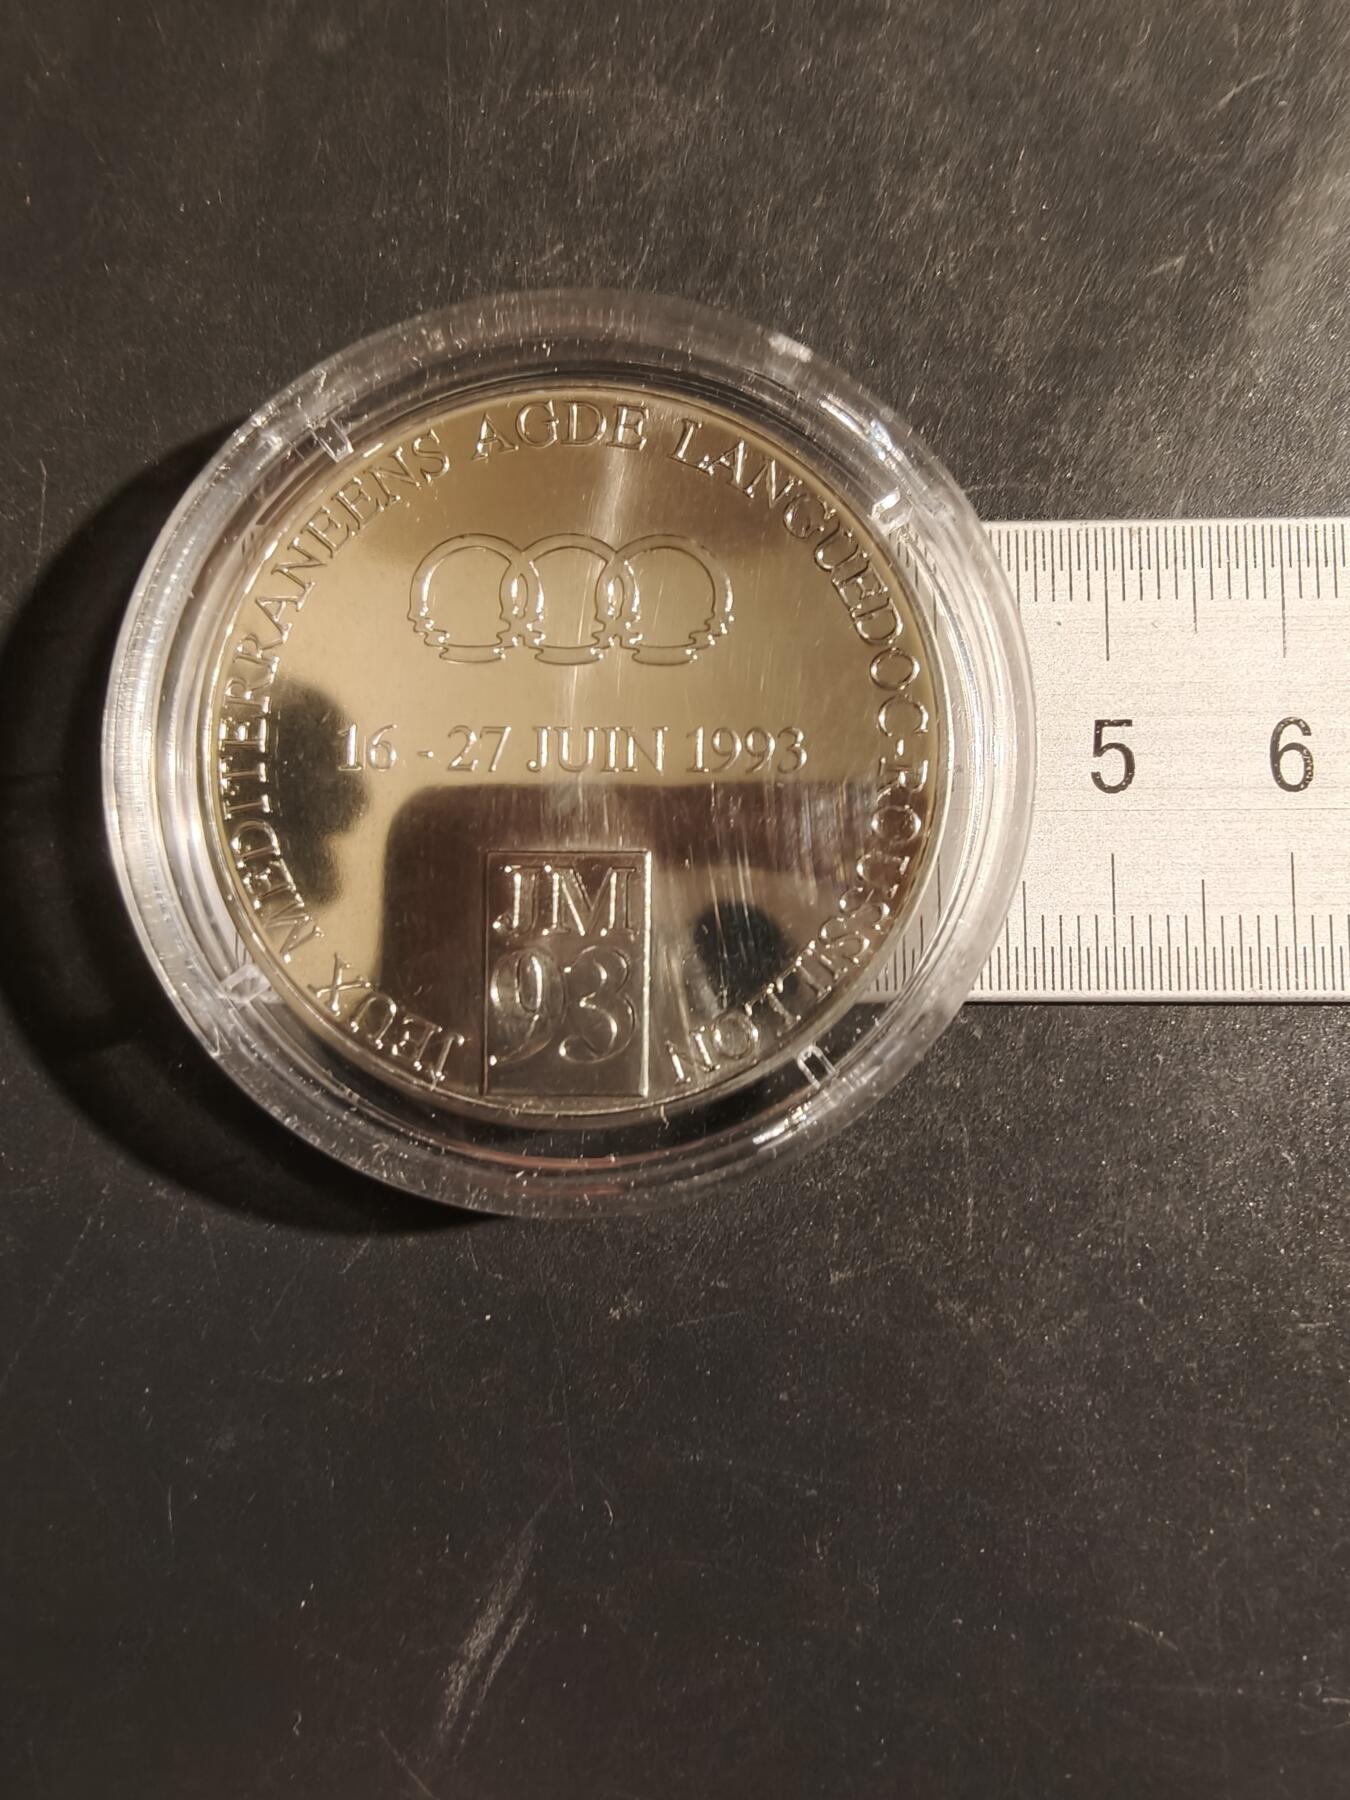 JEUX MEDITERRANEENS AGDE LANGUEDOC-ROUSSILLON
16 - 27 JUIN 1993
JM
93
5 6